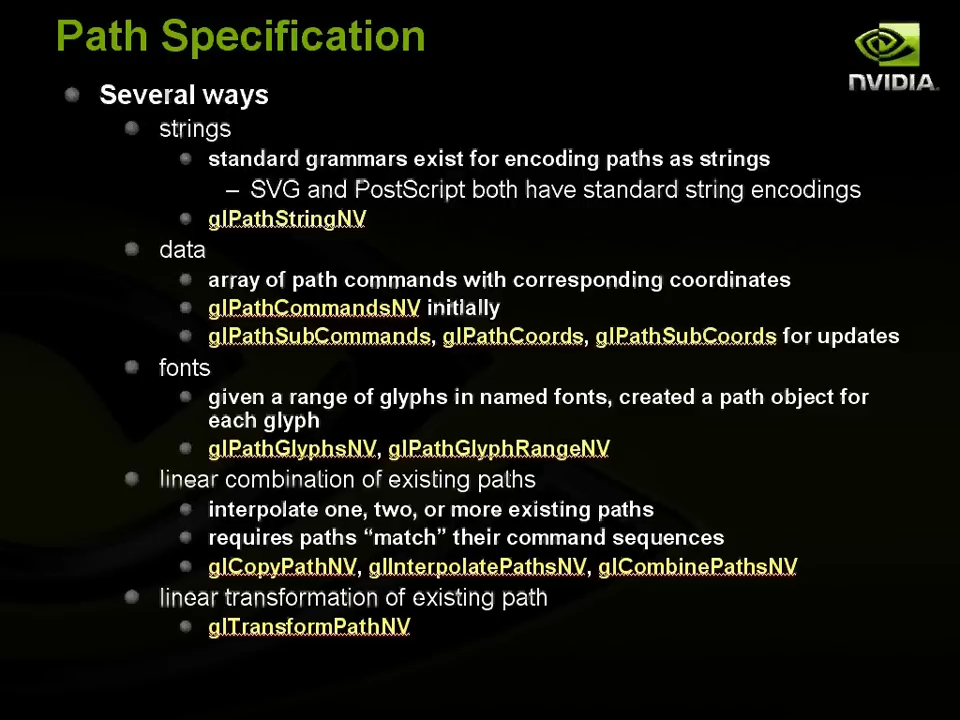 Path Specification
NVIDIA.
Several ways
strings
standard grammars exist for encoding paths as strings
– SVG and PostScript both have standard string encodings
glPathStringNV
data
array of path commands with corresponding coordinates
glPathCommandsNV initially
glPathSubCommands, glPathCoords, glPathSubCoords for updates
fonts
given a range of glyphs in named fonts, created a path object for
each glyph
glPathGlyphsNV, glPathGlyphRangeNV
linear combination of existing paths
interpolate one, two, or more existing paths
requires paths “match” their command sequences
glCopyPathNV, glInterpolatePathsNV, glCombinePathsNV
linear transformation of existing path
glTransformPathNV